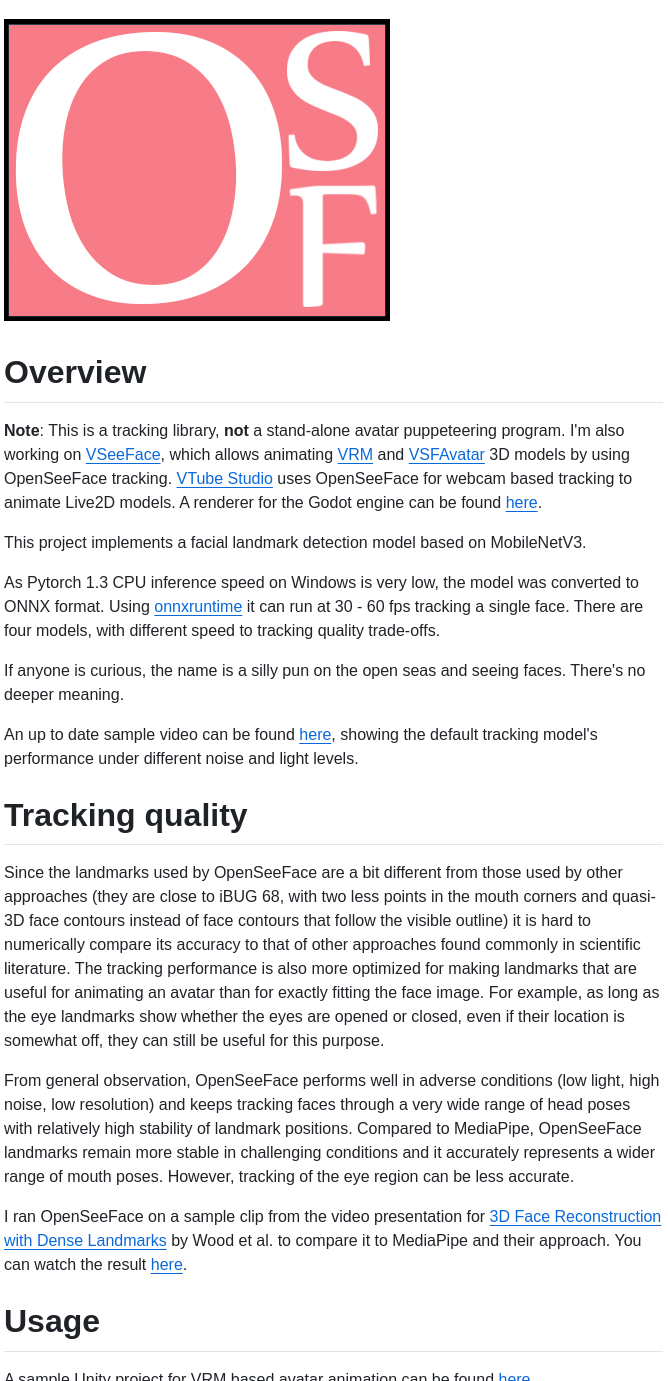 OSF
Overview
Note: This is a tracking library, not a stand-alone avatar puppeteering program. I'm also
working on VSeeFace, which allows animating VRM and VSFAvatar 3D models by using
OpenSeeFace tracking. VTube Studio uses OpenSeeFace for webcam based tracking to
animate Live2D models. A renderer for the Godot engine can be found here.
This project implements a facial landmark detection model based on MobileNetV3.
As Pytorch 1.3 CPU inference speed on Windows is very low, the model was converted to
ONNX format. Using onnxruntime it can run at 30 - 60 fps tracking a single face. There are
four models, with different speed to tracking quality trade-offs.
If anyone is curious, the name is a silly pun on the open seas and seeing faces. There's no
deeper meaning.
An up to date sample video can be found here, showing the default tracking model's
performance under different noise and light levels.
Tracking quality
Since the landmarks used by OpenSeeFace are a bit different from those used by other
approaches (they are close to iBUG 68, with two less points in the mouth corners and quasi-
3D face contours instead of face contours that follow the visible outline) it is hard to
numerically compare its accuracy to that of other approaches found commonly in scientific
literature. The tracking performance is also more optimized for making landmarks that are
useful for animating an avatar than for exactly fitting the face image. For example, as long as
the eye landmarks show whether the eyes are opened or closed, even if their location is
somewhat off, they can still be useful for this purpose.
From general observation, OpenSeeFace performs well in adverse conditions (low light, high
noise, low resolution) and keeps tracking faces through a very wide range of head poses
with relatively high stability of landmark positions. Compared to MediaPipe, OpenSeeFace
landmarks remain more stable in challenging conditions and it accurately represents a wider
range of mouth poses. However, tracking of the eye region can be less accurate.
I ran OpenSeeFace on a sample clip from the video presentation for 3D Face Reconstruction
with Dense Landmarks by Wood et al. to compare it to MediaPipe and their approach. You
can watch the result here.
Usage
A sample Unity project for VRM based avatar animation can be found here.